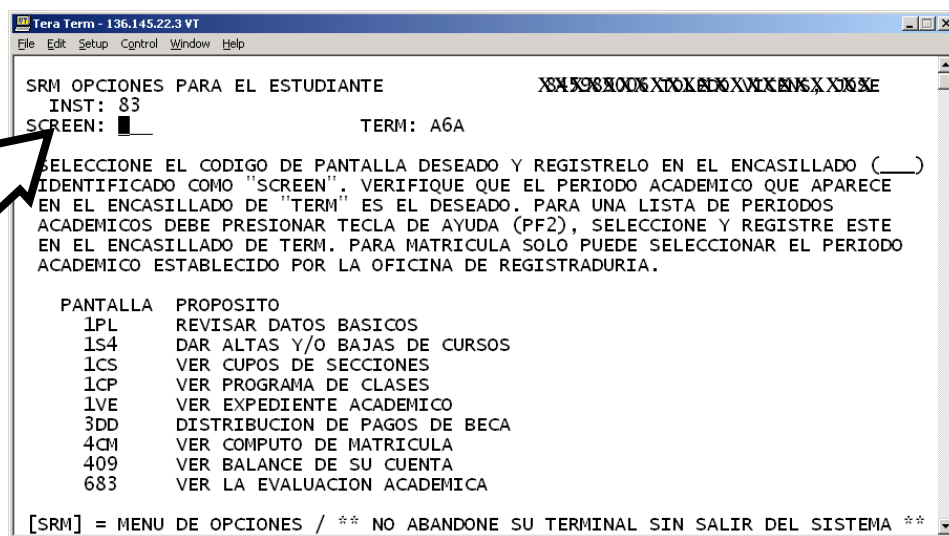 Tera Term - 136.145.22.3 VT
File Edit Setup Control Window Help
SRM OPCIONES PARA EL ESTUDIANTE
INST: 83
SCREEN: ___ TERM: A6A
SELECCIONE EL CODIGO DE PANTALLA DESEADO Y REGISTRELO EN EL ENCASILLADO (___)
IDENTIFICADO COMO "SCREEN". VERIFIQUE QUE EL PERIODO ACADEMICO QUE APARECE
EN EL ENCASILLADO DE "TERM" ES EL DESEADO. PARA UNA LISTA DE PERIODOS
ACADEMICOS DEBE PRESIONAR TECLA DE AYUDA (PF2), SELECCIONE Y REGISTRE ESTE
EN EL ENCASILLADO DE TERM. PARA MATRICULA SOLO PUEDE SELECCIONAR EL PERIODO
ACADEMICO ESTABLECIDO POR LA OFICINA DE REGISTRADURIA.
PANTALLA PROPOSITO
1PL REVISAR DATOS BASICOS
1S4 DAR ALTAS Y/O BAJAS DE CURSOS
1CS VER CUPOS DE SECCIONES
1CP VER PROGRAMA DE CLASES
1VE VER EXPEDIENTE ACADEMICO
3DD DISTRIBUCION DE PAGOS DE BECA
4CM VER COMPUTO DE MATRICULA
409 VER BALANCE DE SU CUENTA
683 VER LA EVALUACION ACADEMICA
[SRM] = MENU DE OPCIONES / ** NO ABANDONE SU TERMINAL SIN SALIR DEL SISTEMA **